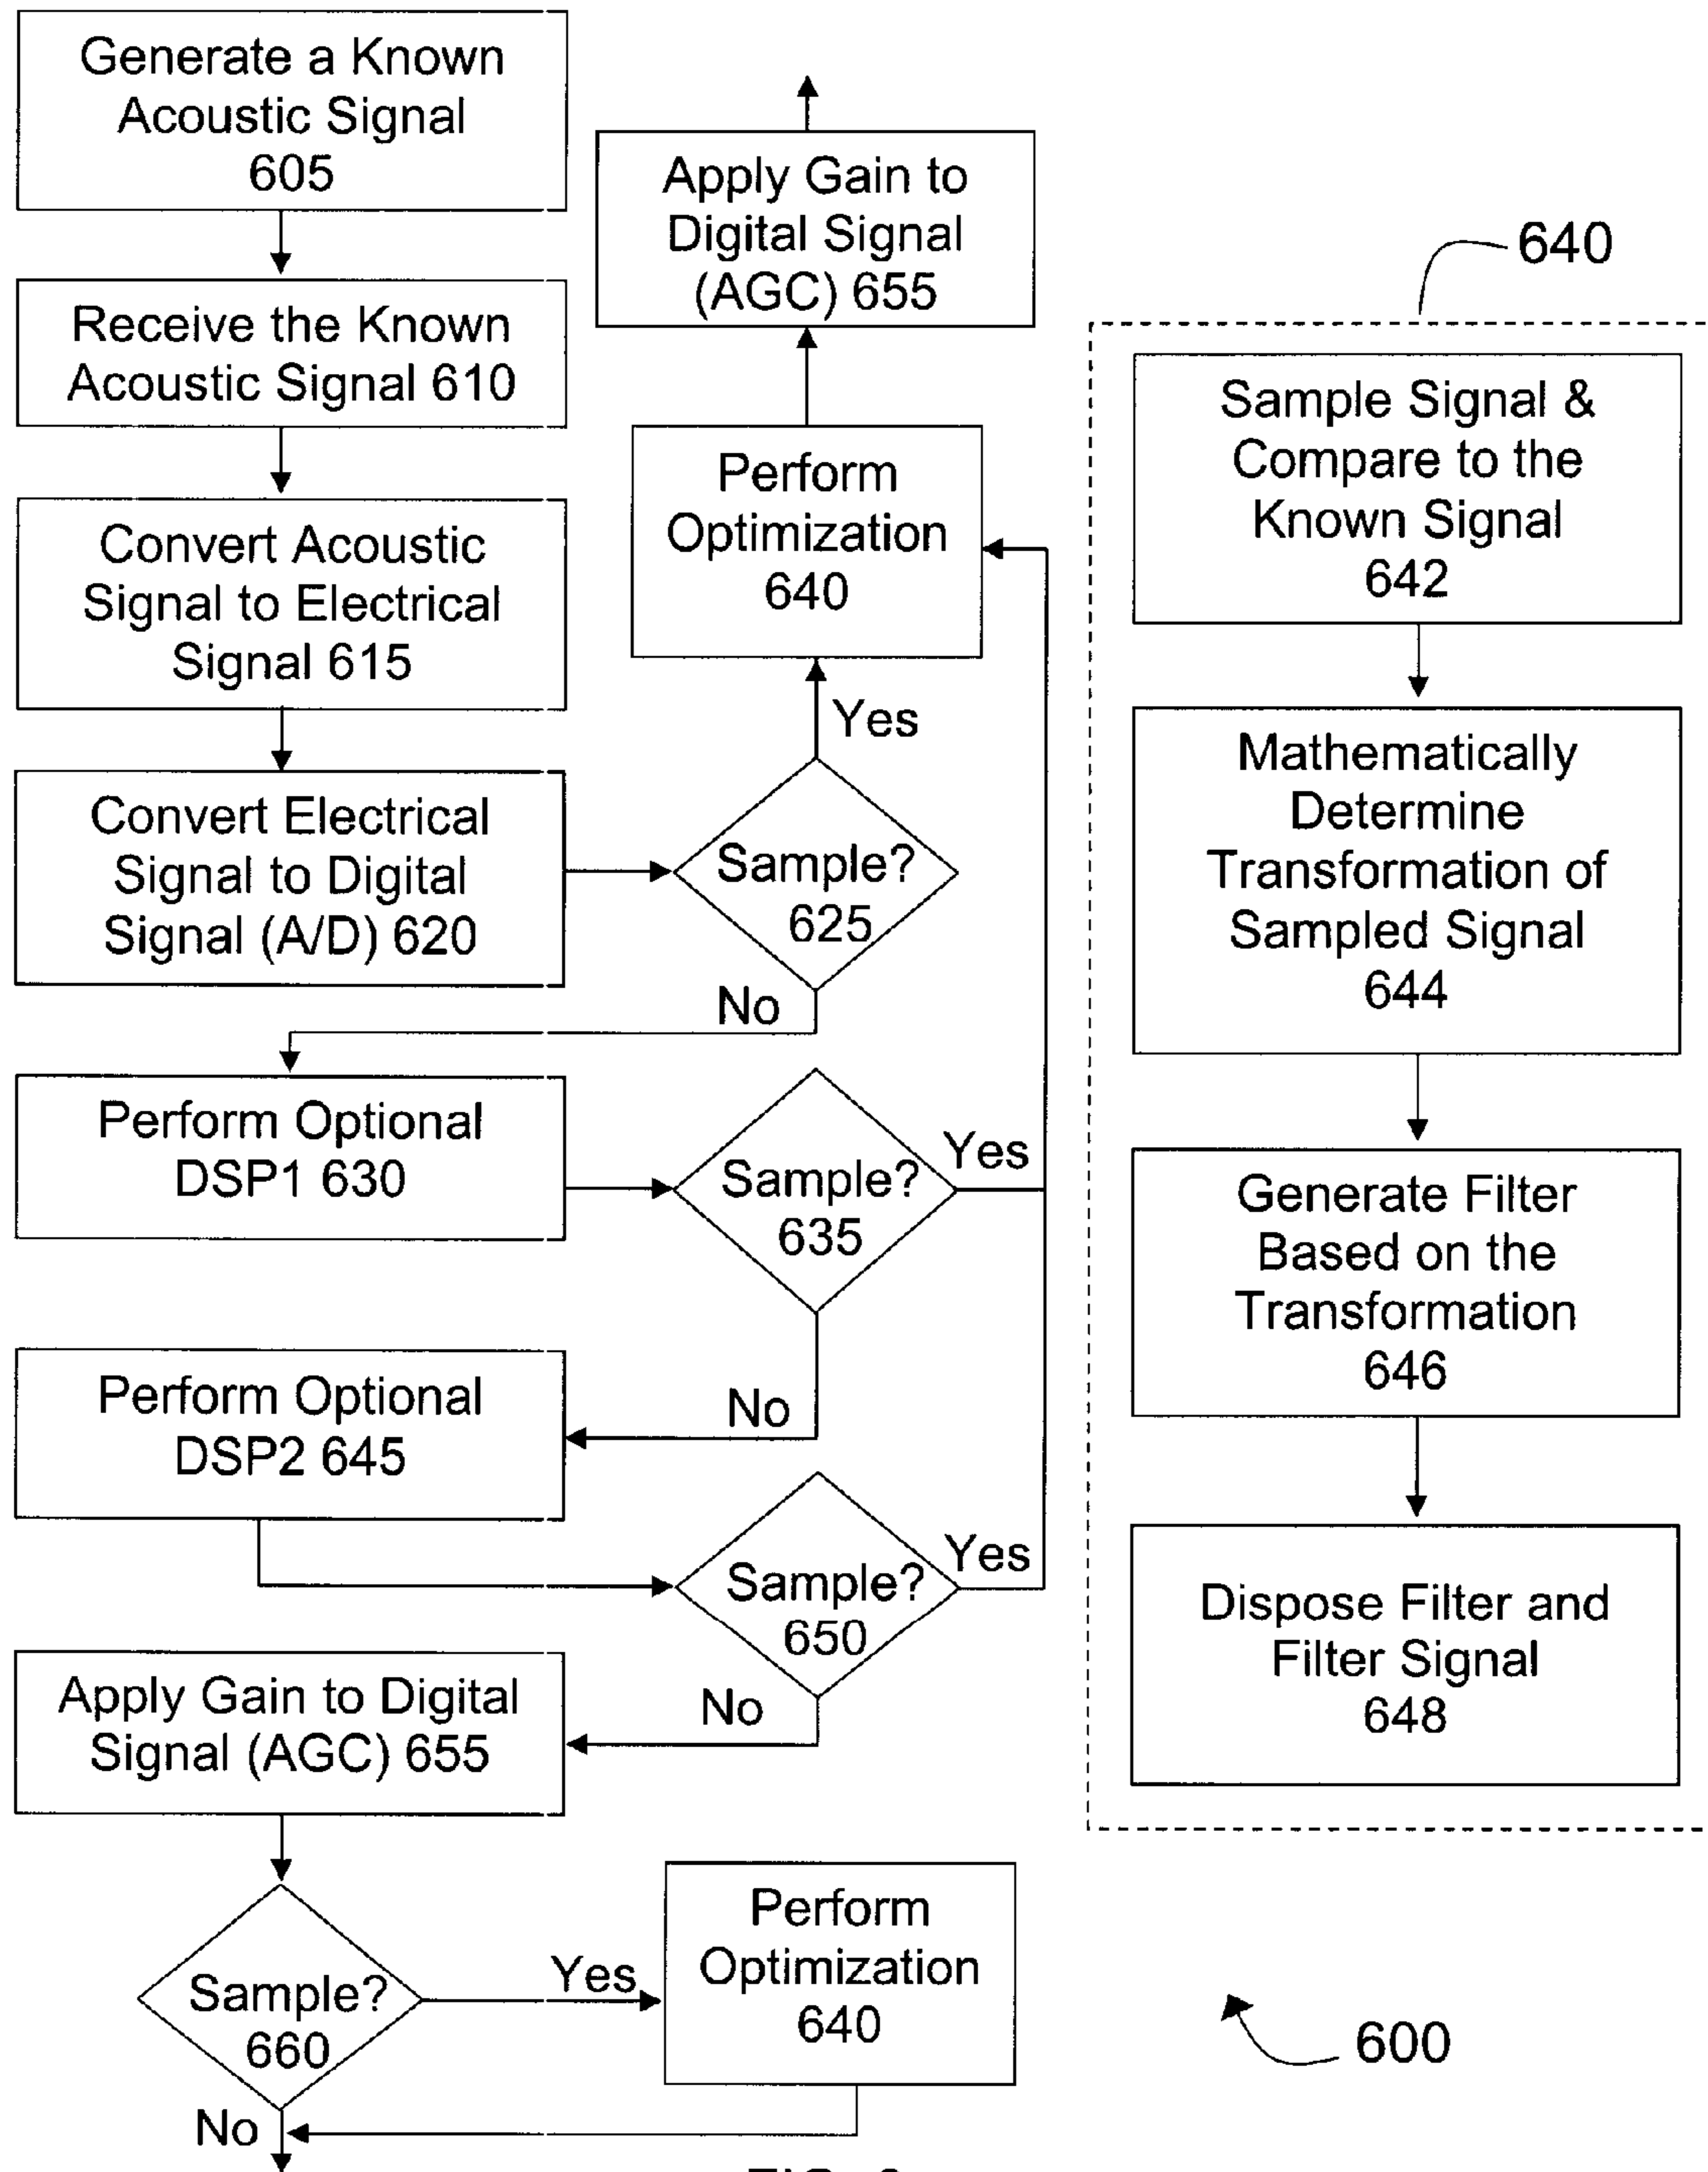 Generate a Known
Acoustic Signal
605
Receive the Known
Acoustic Signal 610
Convert Acoustic
Signal to Electrical
Signal 615
Convert Electrical
Signal to Digital
Signal (A/D) 620
Sample?
625
Yes
No
Perform
Optimization
640
Apply Gain to
Digital Signal
(AGC) 655
Perform Optional
DSP1 630
Sample?
635
Yes
No
Perform Optional
DSP2 645
Sample?
650
Yes
No
Apply Gain to Digital
Signal (AGC) 655
Sample?
660
Yes
No
Perform
Optimization
640
640
Sample Signal &
Compare to the
Known Signal
642
Mathematically
Determine
Transformation of
Sampled Signal
644
Generate Filter
Based on the
Transformation
646
Dispose Filter and
Filter Signal
648
600